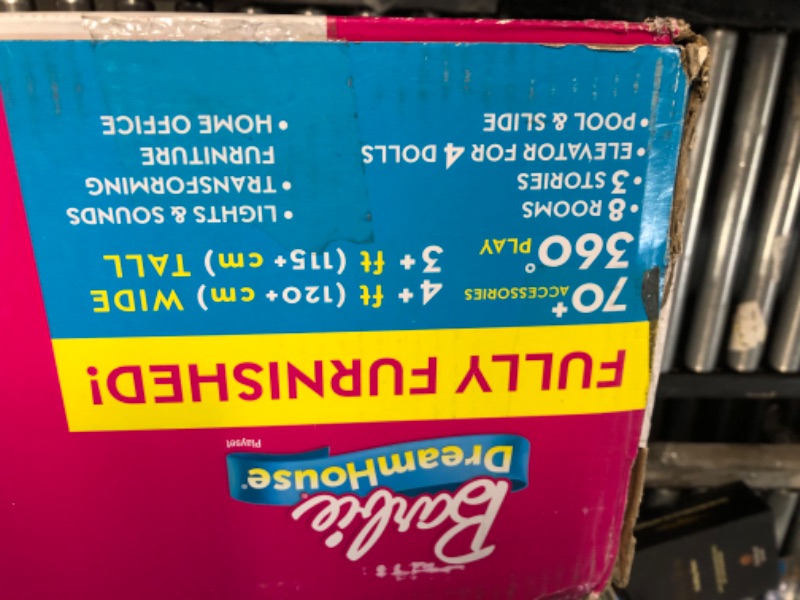 Barbie
DreamHouse®
Playset
FULLY FURNISHED!
70+ ACCESSORIES
360° PLAY
4+ ft (120+ cm) WIDE
3+ ft (115+ cm) TALL
• 8 ROOMS
• 3 STORIES
• ELEVATOR FOR 4 DOLLS
• POOL & SLIDE
• LIGHTS & SOUNDS
• TRANSFORMING
FURNITURE
• HOME OFFICE